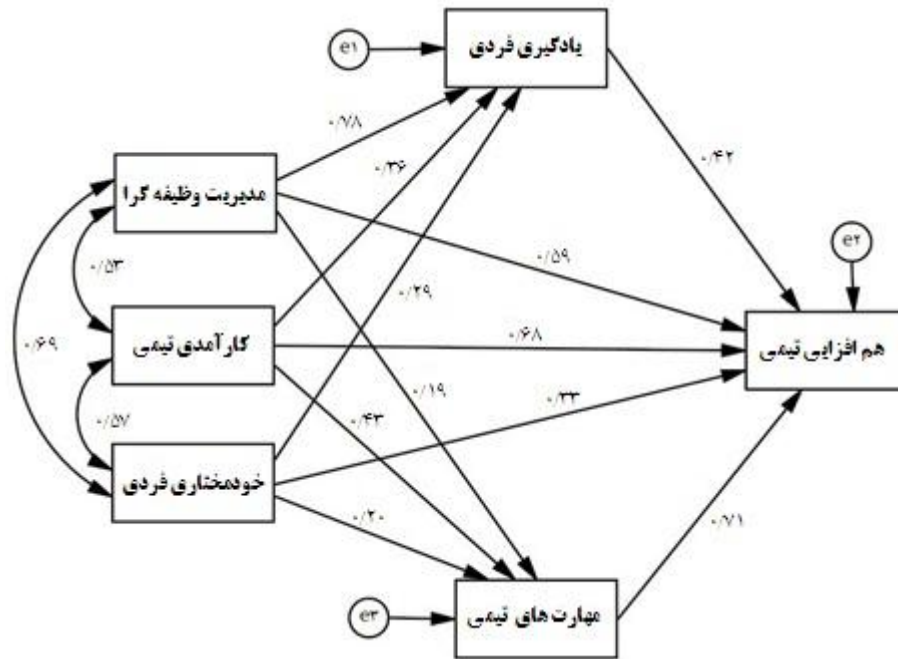 یادگیری فردی
e۱
۰/۷۸
۰/۳۶
۰/۴۲
مدیریت وظیفه گرا
e۲
۰/۵۹
۰/۵۳
۰/۲۹
کارآمدی تیمی
۰/۶۸
هم افزایی تیمی
۰/۶۹
۰/۱۹
۰/۳۳
۰/۵۷
۰/۴۳
خودمختاری فردی
۰/۲۰
۰/۷۱
مهارت های تیمی
e۳